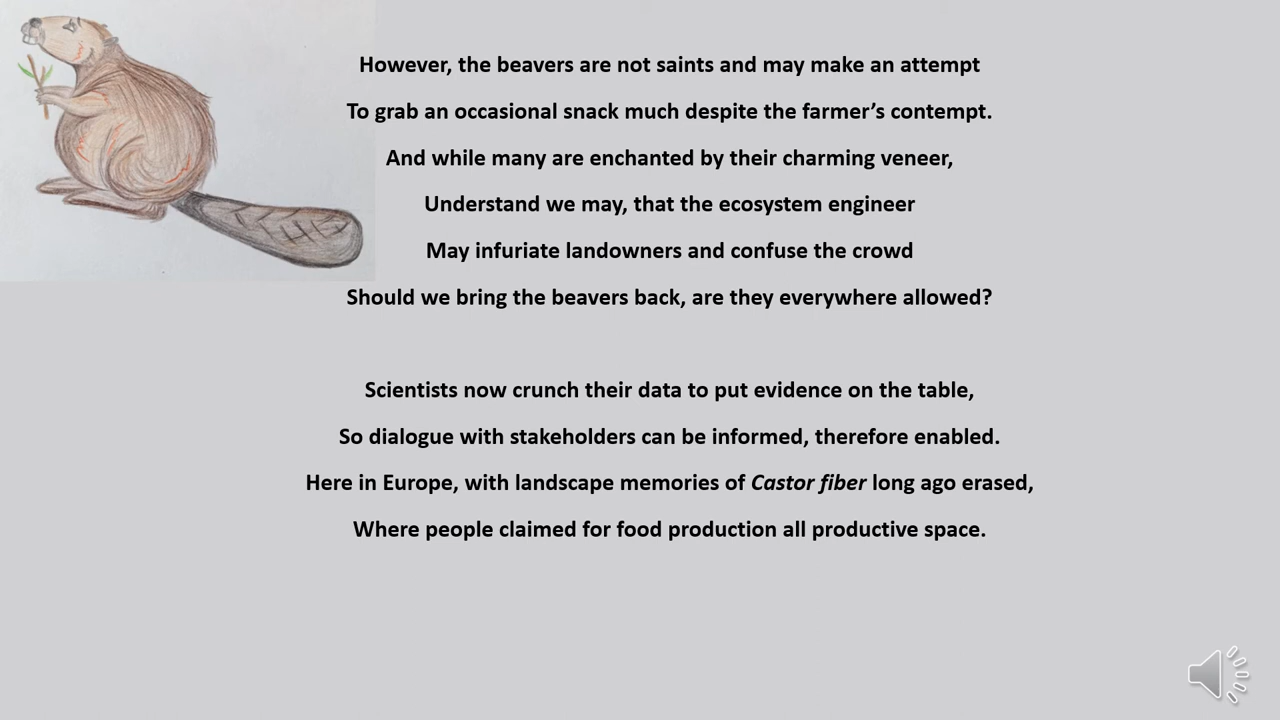 However, the beavers are not saints and may make an attempt
To grab an occasional snack much despite the farmer’s contempt.
And while many are enchanted by their charming veneer,
Understand we may, that the ecosystem engineer
May infuriate landowners and confuse the crowd
Should we bring the beavers back, are they everywhere allowed?
Scientists now crunch their data to put evidence on the table,
So dialogue with stakeholders can be informed, therefore enabled.
Here in Europe, with landscape memories of Castor fiber long ago erased,
Where people claimed for food production all productive space.